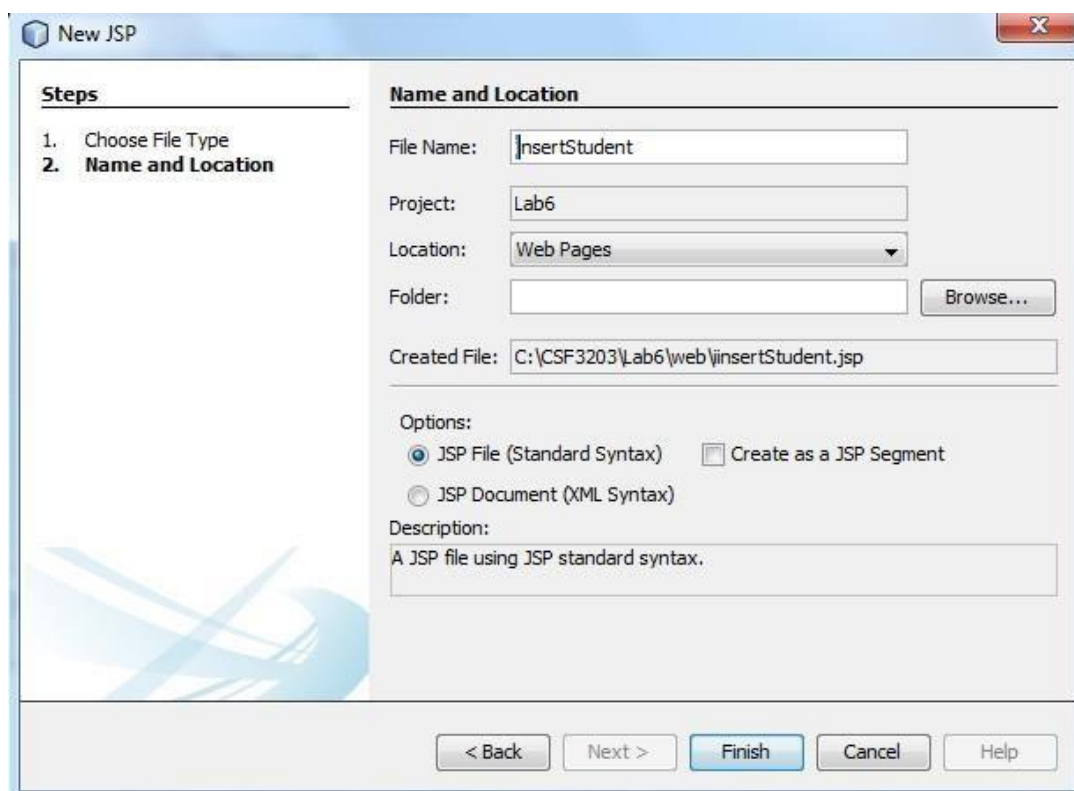 New JSP
Steps
1. Choose File Type
2. Name and Location
Name and Location
File Name: insertStudent
Project: Lab6
Location: Web Pages
Folder:
Browse...
Created File: C:\CSF3203\Lab6\web\iinsertStudent.jsp
Options:
JSP File (Standard Syntax) Create as a JSP Segment
JSP Document (XML Syntax)
Description:
A JSP file using JSP standard syntax.
< Back Next > Finish Cancel Help